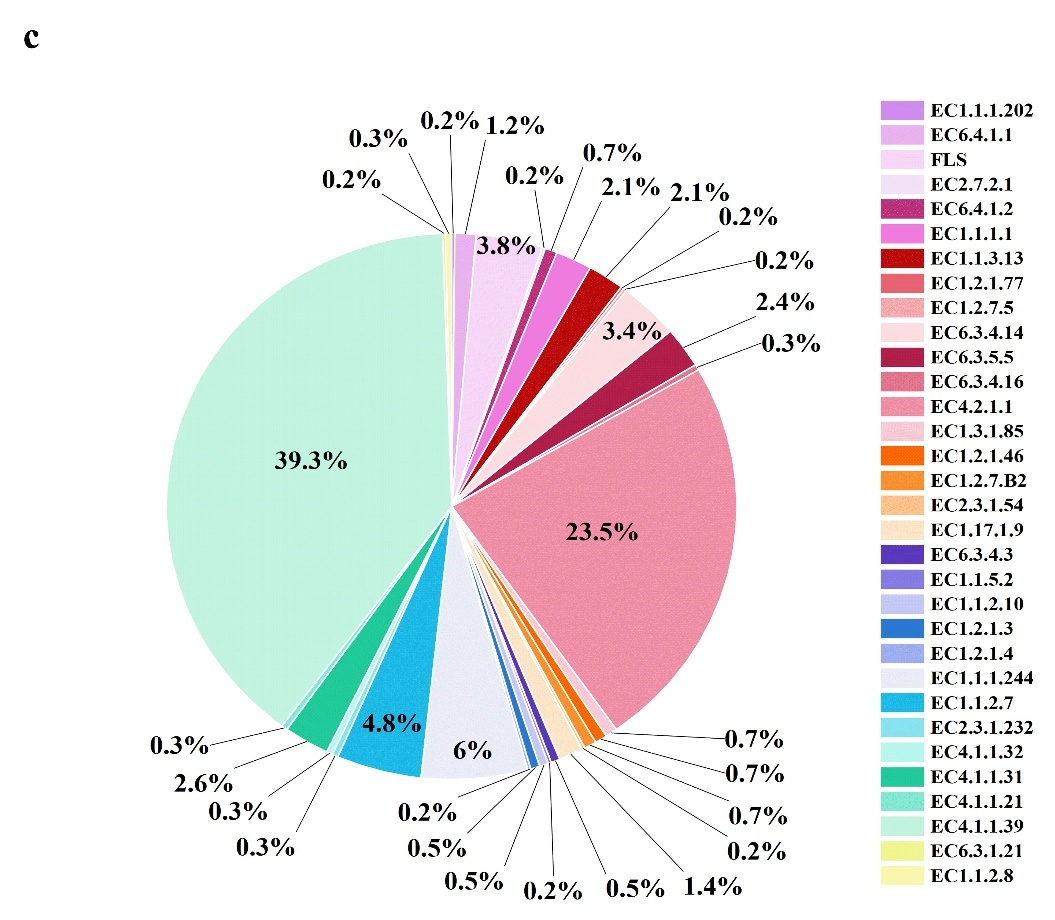 c
0.2% 1.2%
0.3%
0.7%
0.2%
0.2%
2.1% 2.1%
0.2%
3.8%
0.2%
2.4%
3.4%
0.3%
39.3%
23.5%
4.8%
6%
0.7%
0.3%
0.7%
2.6%
0.3%
0.2%
0.7%
0.3%
0.5%
0.2%
0.5%
0.2%
0.5%
1.4%
EC1.1.1.202
EC6.4.1.1
FLS
EC2.7.2.1
EC6.4.1.2
EC1.1.1.1
EC1.1.3.13
EC1.2.1.77
EC1.2.7.5
EC6.3.4.14
EC6.3.5.5
EC6.3.4.16
EC4.2.1.1
EC1.3.1.85
EC1.2.1.46
EC1.2.7.B2
EC2.3.1.54
EC1.17.1.9
EC6.3.4.3
EC1.1.5.2
EC1.1.2.10
EC1.2.1.3
EC1.2.1.4
EC1.1.1.244
EC1.1.2.7
EC2.3.1.232
EC4.1.1.32
EC4.1.1.31
EC4.1.1.21
EC4.1.1.39
EC6.3.1.21
EC1.1.2.8